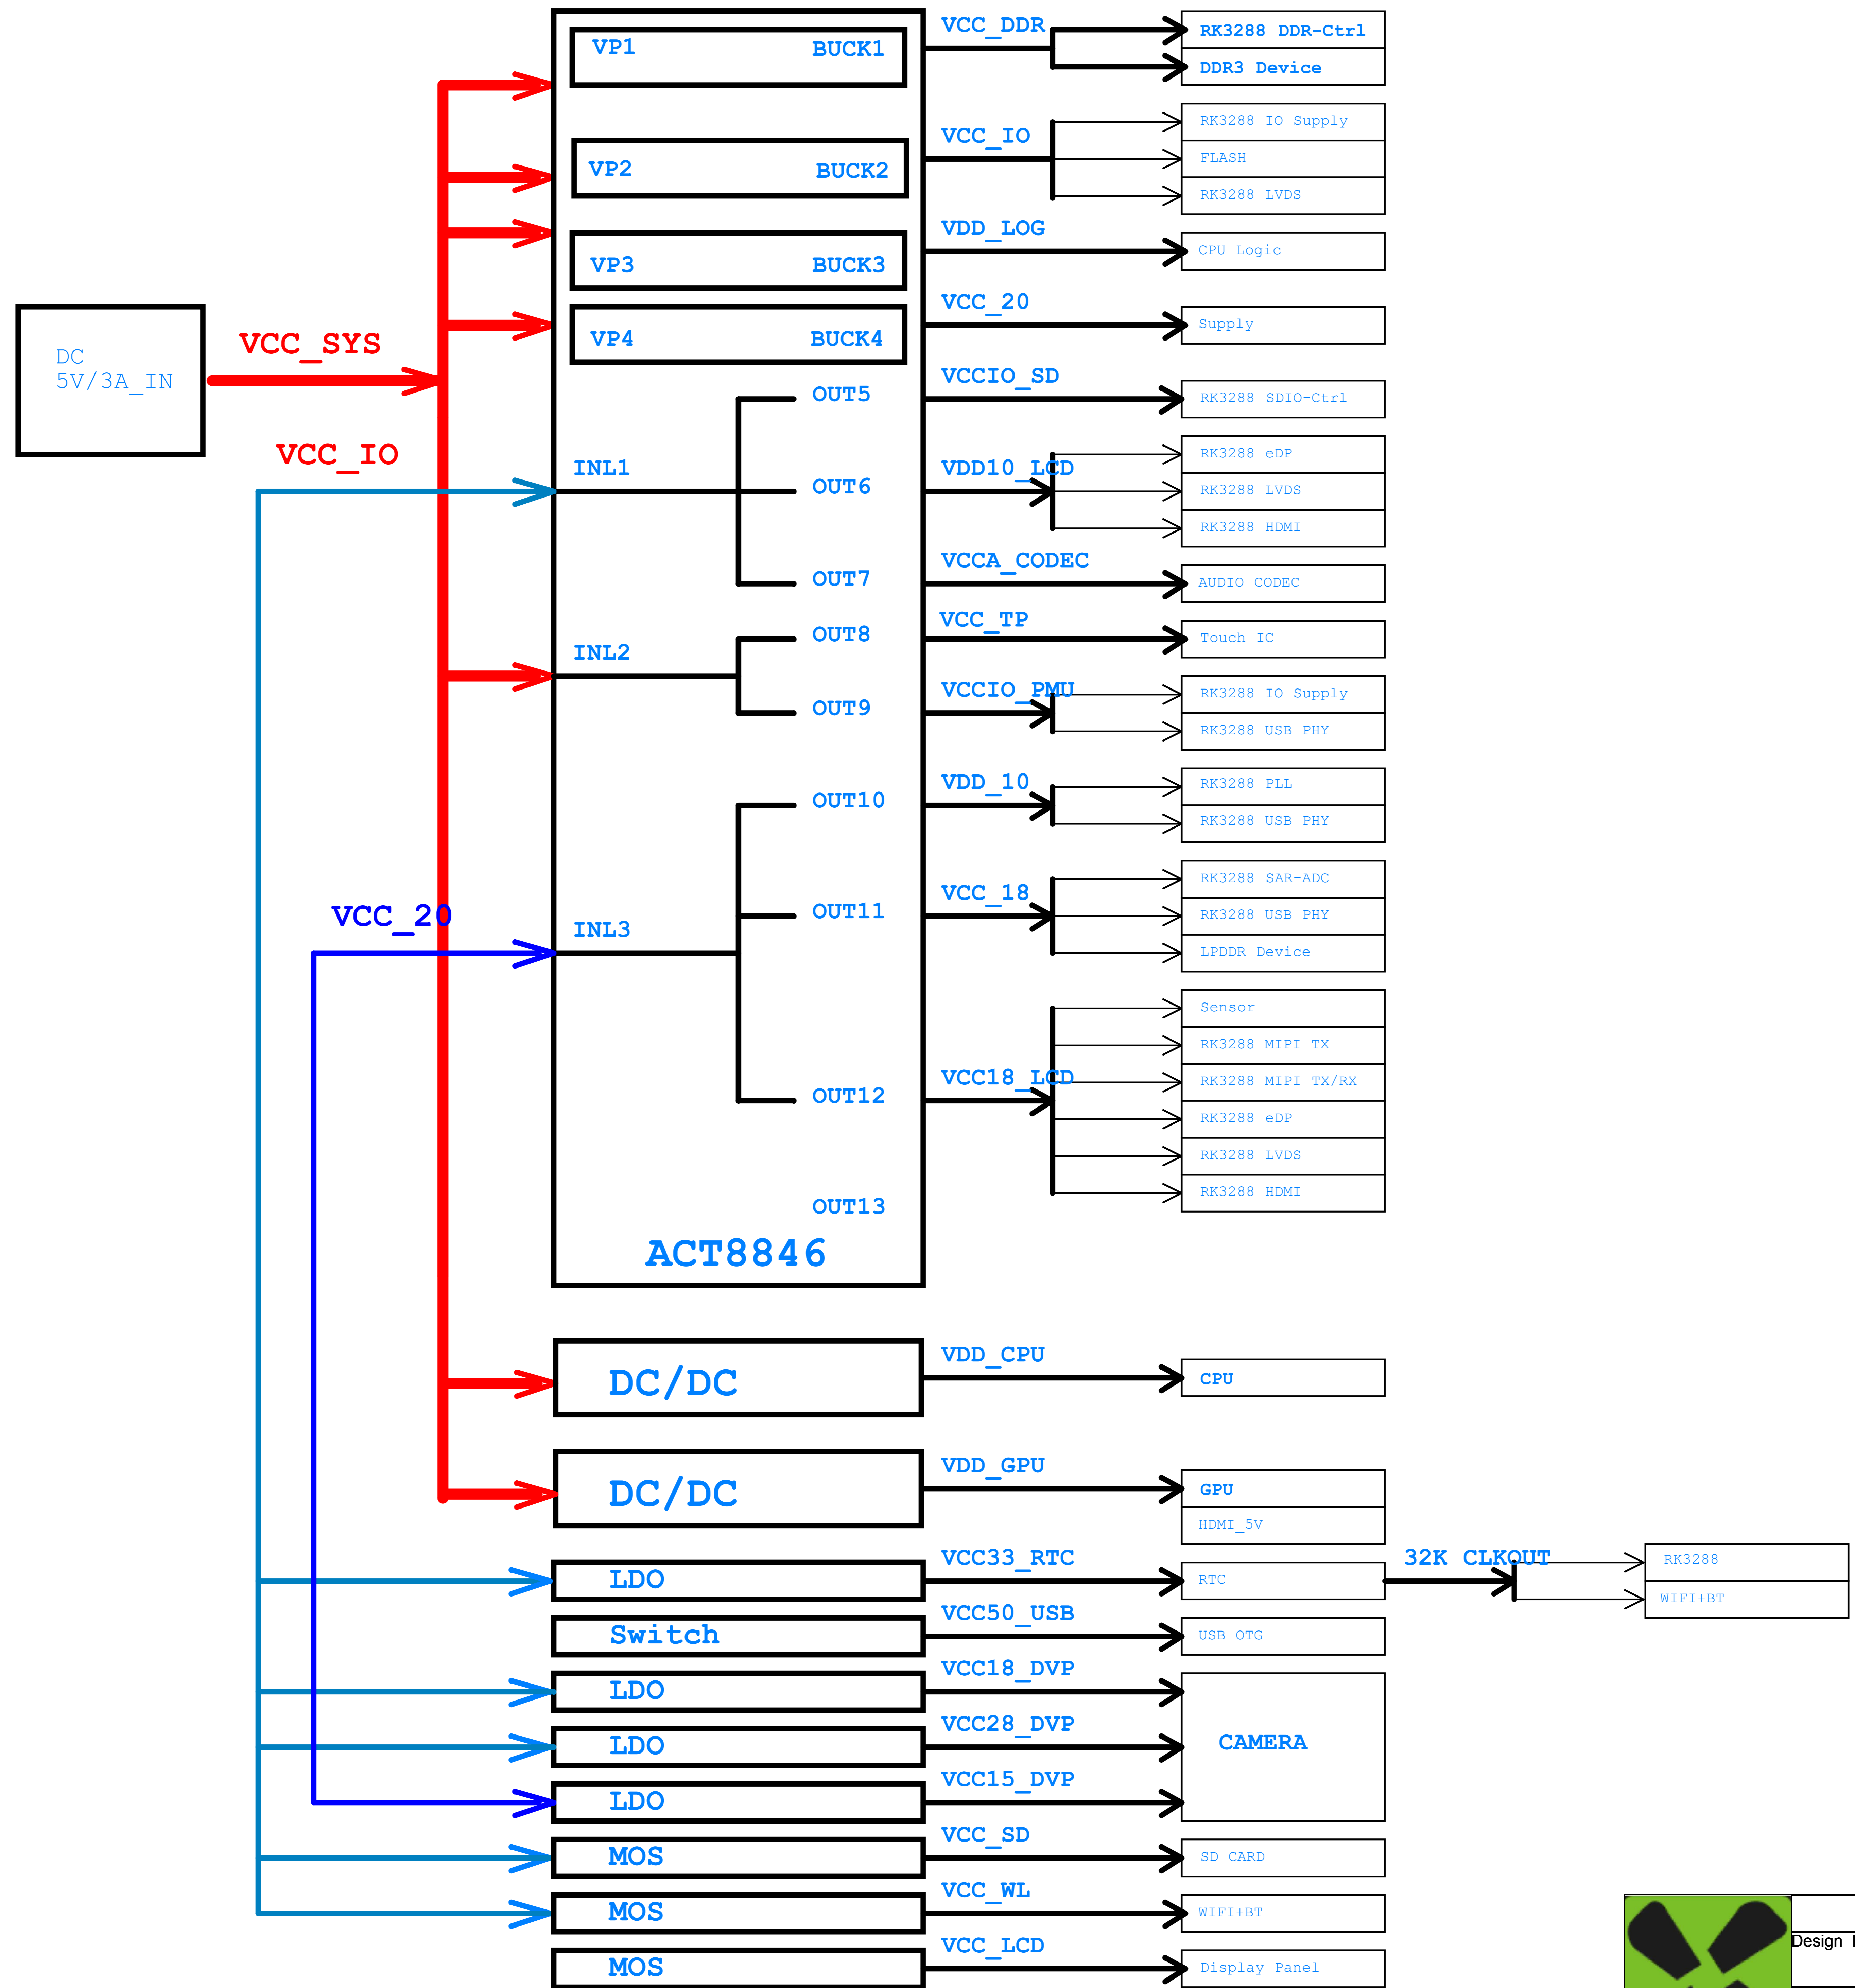 VCC_DDR
RK3288 DDR-Ctrl
VP1
BUCK1
DDR3 Device
RK3288 IO Supply
VCC_IO
FLASH
VP2
BUCK2
RK3288 LVDS
VDD_LOG
CPU Logic
VP3
BUCK3
VCC_20
Supply
VP4
BUCK4
VCC_SYS
DC
5V/3A_IN
VCCIO_SD
OUT5
RK3288 SDIO-Ctrl
VCC_IO
RK3288 eDP
INL1
VDD10_LCD
OUT6
RK3288 LVDS
RK3288 HDMI
VCCA_CODEC
OUT7
AUDIO CODEC
VCC_TP
OUT8
Touch IC
INL2
VCCIO_PMU
RK3288 IO Supply
OUT9
RK3288 USB PHY
VDD_10
RK3288 PLL
OUT10
RK3288 USB PHY
RK3288 SAR-ADC
VCC_18
VCC_20
OUT11
RK3288 USB PHY
INL3
LPDDR Device
Sensor
RK3288 MIPI TX
VCC18_LCD
RK3288 MIPI TX/RX
OUT12
RK3288 eDP
RK3288 LVDS
RK3288 HDMI
OUT13
ACT8846
VDD_CPU
DC/DC
CPU
VDD_GPU
DC/DC
GPU
HDMI_5V
VCC33_RTC
32K CLKOUT
RK3288
LDO
RTC
WIFI+BT
VCC50_USB
Switch
USB OTG
VCC18_DVP
LDO
VCC28_DVP
LDO
CAMERA
VCC15_DVP
LDO
VCC_SD
MOS
SD CARD
VCC_WL
MOS
WIFI+BT
Design
VCC_LCD
MOS
Display Panel